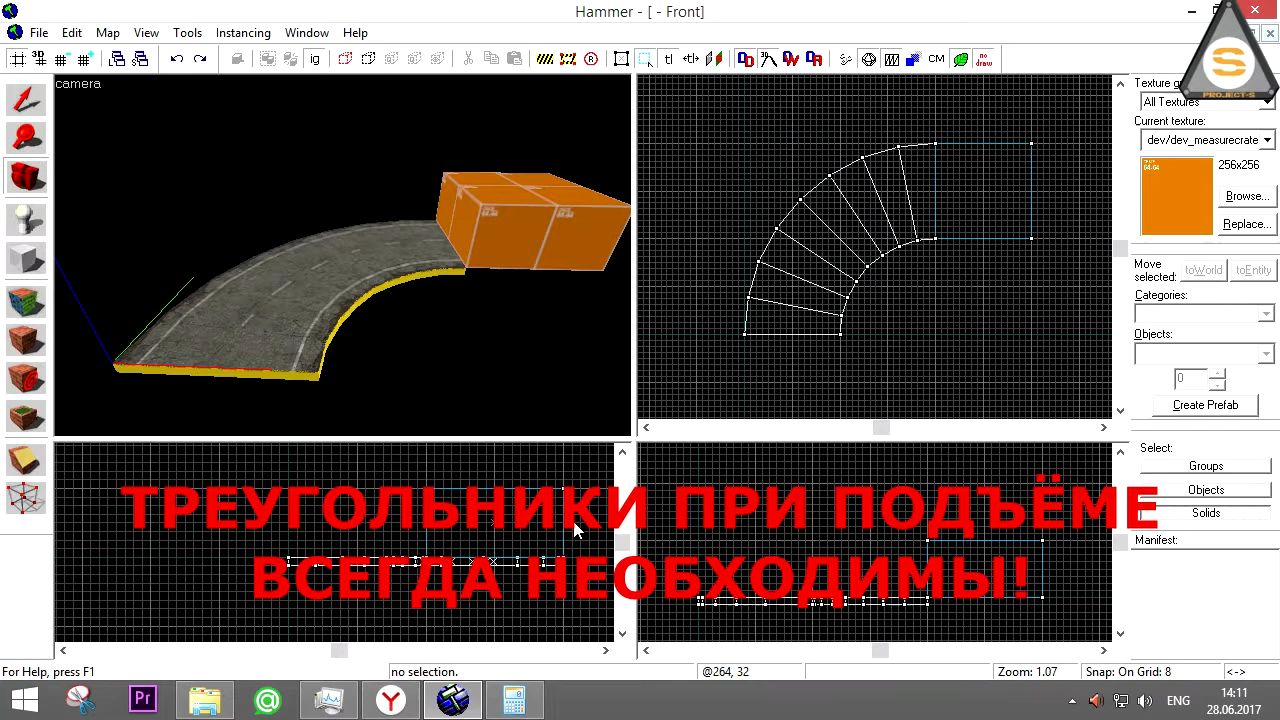 Hammer - [ - Front]
File Edit Map View Tools Instancing Window Help
camera
Texture
All Textures
Current texture:
dev/dev_measurecrate
256x256
64x64
Browse...
Replace...
Move selected:
toWorld
toEntity
Categories:
Objects:
0
Create Prefab
Select:
Groups
Objects
Solids
Manifest:
S
PROJECT-S
ТРЕУГОЛЬНИКИ ПРИ ПОДЪЁМЕ
ВСЕГДА НЕОБХОДИМЫ!
For Help, press F1
no selection.
@264, 32
Zoom: 1.07
Snap: On Grid: 8
<->
Pr
Y
ENG
14:11
28.06.2017